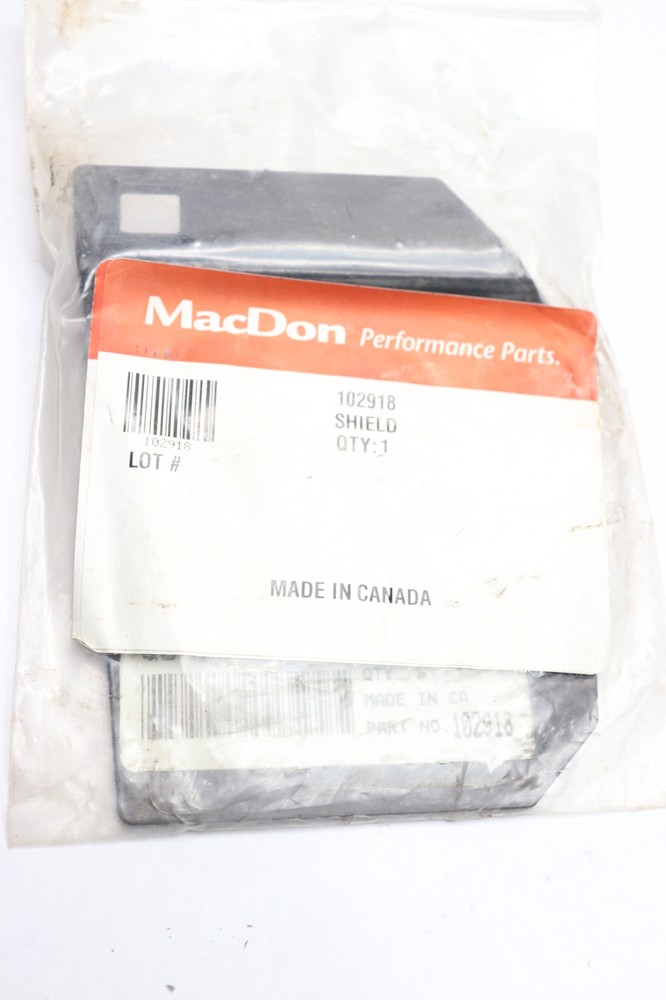 MacDon Performance Parts.
102918
SHIELD
QTY: 1
102918
LOT #
MADE IN CANADA
QTY
MADE IN CA
PART NO. 102918